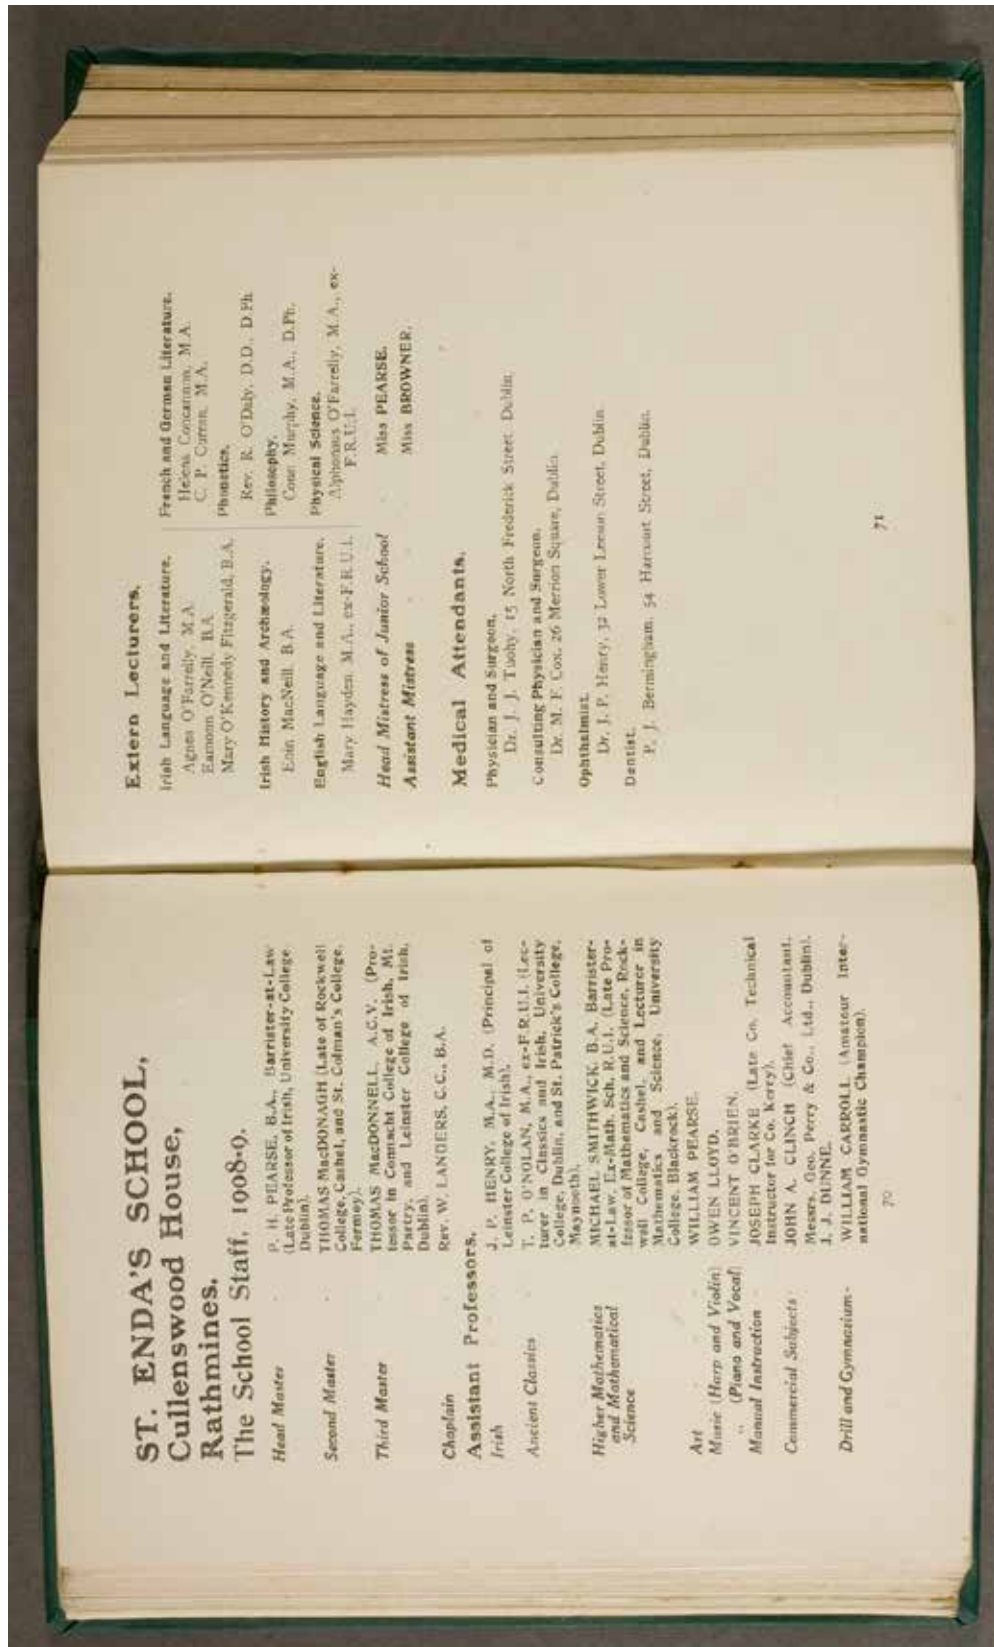 ST. ENDA'S SCHOOL,
Cullenswood House,
Rathmines.
The School Staff, 1908-9.
Head Master P. H. PEARSE, B.A., Barrister-at-Law
(Late Professor of Irish, University College
Dublin).
Second Master THOMAS MacDONAGH (Late of Rockwell
College, Cashel, and St. Colman's College,
Fermoy).
Third Master THOMAS MacDONNELL, A.C.V. (Pro-
fessor in Connacht College of Irish, Mt.
Partry, and Leinster College of Irish,
Dublin).
Chaplain Rev. W. LANDERS, C.C., B.A.
Assistant Professors.
Irish J. P. HENRY, M.A., M.D. (Principal of
Leinster College of Irish).
Ancient Classics T. P. O'NOLAN, M.A., ex-F.R.U.I. (Lec-
turer in Classics and Irish, University
College, Dublin, and St. Patrick's College,
Maynooth).
Higher Mathematics MICHAEL SMITHWICK, B.A., Barrister-
and Mathematical at-Law, Ex-Math. Sch., R.U.I. (Late Pro-
Science fessor of Mathematics and Science, Rock-
well College, Cashel, and Lecturer in
Mathematics and Science, University
College, Blackrock).
Art WILLIAM PEARSE.
Music (Harp and Violin) OWEN LLOYD.
" (Piano and Vocal) VINCENT O'BRIEN.
Manual Instruction JOSEPH CLARKE (Late Co. Technical
Instructor for Co. Kerry).
Commercial Subjects JOHN A. CLINCH (Chief Accountant,
Messrs. Geo. Perry & Co., Ltd., Dublin).
J. J. DUNNE.
Drill and Gymnasium - WILLIAM CARROLL (Amateur Inter-
national Gymnastic Champion).
70
Extern Lecturers.
Irish Language and Literature.
Agnes O'Farrelly, M.A.
Eamonn O'Neill, B.A.
Mary O'Kennedy Fitzgerald, B.A.
Irish History and Archæology.
Eoin MacNeill, B.A.
English Language and Literature.
Mary Hayden, M.A., ex-F.R.U.I.
French and German Literature.
Helena Concannon, M.A.
C. P. Curran, M.A.
Phonetics.
Rev. R. O'Daly, D.D., D.Ph.
Philosophy.
Conn Murphy, M.A., D.Ph.
Physical Science.
Alphonsus O'Farrelly, M.A., ex-
F.R.U.I.
Head Mistress of Junior School Miss PEARSE.
Assistant Mistress Miss BROWNER.
Medical Attendants.
Physician and Surgeon.
Dr. J. J. Tuohy, 15 North Frederick Street, Dublin.
Consulting Physician and Surgeon.
Dr. M. F. Cox, 26 Merrion Square, Dublin.
Ophthalmist.
Dr. J. P. Henry, 32 Lower Leeson Street, Dublin.
Dentist.
P. J. Bermingham, 54 Harcourt Street, Dublin.
71